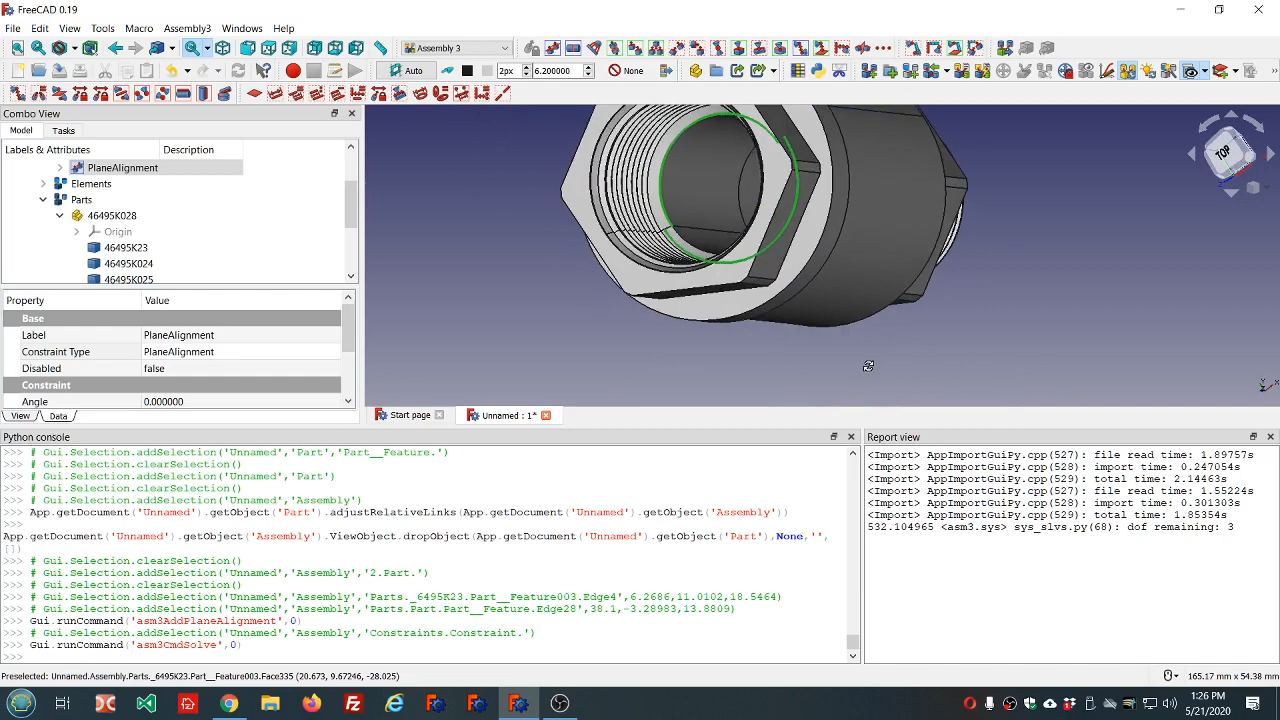 FreeCAD 0.19
File Edit View Tools Macro Assembly3 Windows Help
Assembly 3
Auto 2px 6.200000 None
Combo View
Model Tasks
Labels & Attributes Description
PlaneAlignment
Elements
Parts
46495K028
Origin
46495K23
46495K024
46495K025
Property Value
Base
Label PlaneAlignment
Constraint Type PlaneAlignment
Disabled false
Constraint
Angle 0.000000
View Data
TOP
Start page Unnamed : 1*
Python console
>>> # Gui.Selection.addSelection('Unnamed','Part','Part__Feature.')
>>> # Gui.Selection.clearSelection()
>>> # Gui.Selection.addSelection('Unnamed','Part')
>>> # Gui.Selection.clearSelection()
>>> # Gui.Selection.addSelection('Unnamed','Assembly')
>>> App.getDocument('Unnamed').getObject('Part').adjustRelativeLinks(App.getDocument('Unnamed').getObject('Assembly'))
>>>
App.getDocument('Unnamed').getObject('Assembly').ViewObject.dropObject(App.getDocument('Unnamed').getObject('Part'),None,'',
[])
>>> # Gui.Selection.clearSelection()
>>> # Gui.Selection.addSelection('Unnamed','Assembly','2.Part.')
>>> # Gui.Selection.clearSelection()
>>> # Gui.Selection.addSelection('Unnamed','Assembly','Parts._6495K23.Part__Feature003.Edge4',6.2686,11.0102,18.5464)
>>> # Gui.Selection.addSelection('Unnamed','Assembly','Parts.Part.Part__Feature.Edge28',38.1,-3.28983,13.8809)
>>> Gui.runCommand('asm3AddPlaneAlignment',0)
>>> # Gui.Selection.addSelection('Unnamed','Assembly','Constraints.Constraint.')
>>> Gui.runCommand('asm3CmdSolve',0)
>>>
Report view
<Import> AppImportGuiPy.cpp(527): file read time: 1.89757s
<Import> AppImportGuiPy.cpp(528): import time: 0.247054s
<Import> AppImportGuiPy.cpp(529): total time: 2.14463s
<Import> AppImportGuiPy.cpp(527): file read time: 1.55224s
<Import> AppImportGuiPy.cpp(528): import time: 0.301303s
<Import> AppImportGuiPy.cpp(529): total time: 1.85354s
532.104965 <asm3.sys> sys_slvs.py(68): dof remaining: 3
Preselected: Unnamed.Assembly.Parts._6495K23.Part__Feature003.Face335 (20.673, 9.67246, -28.025)
165.17 mm x 54.38 mm
1:26 PM
5/21/2020